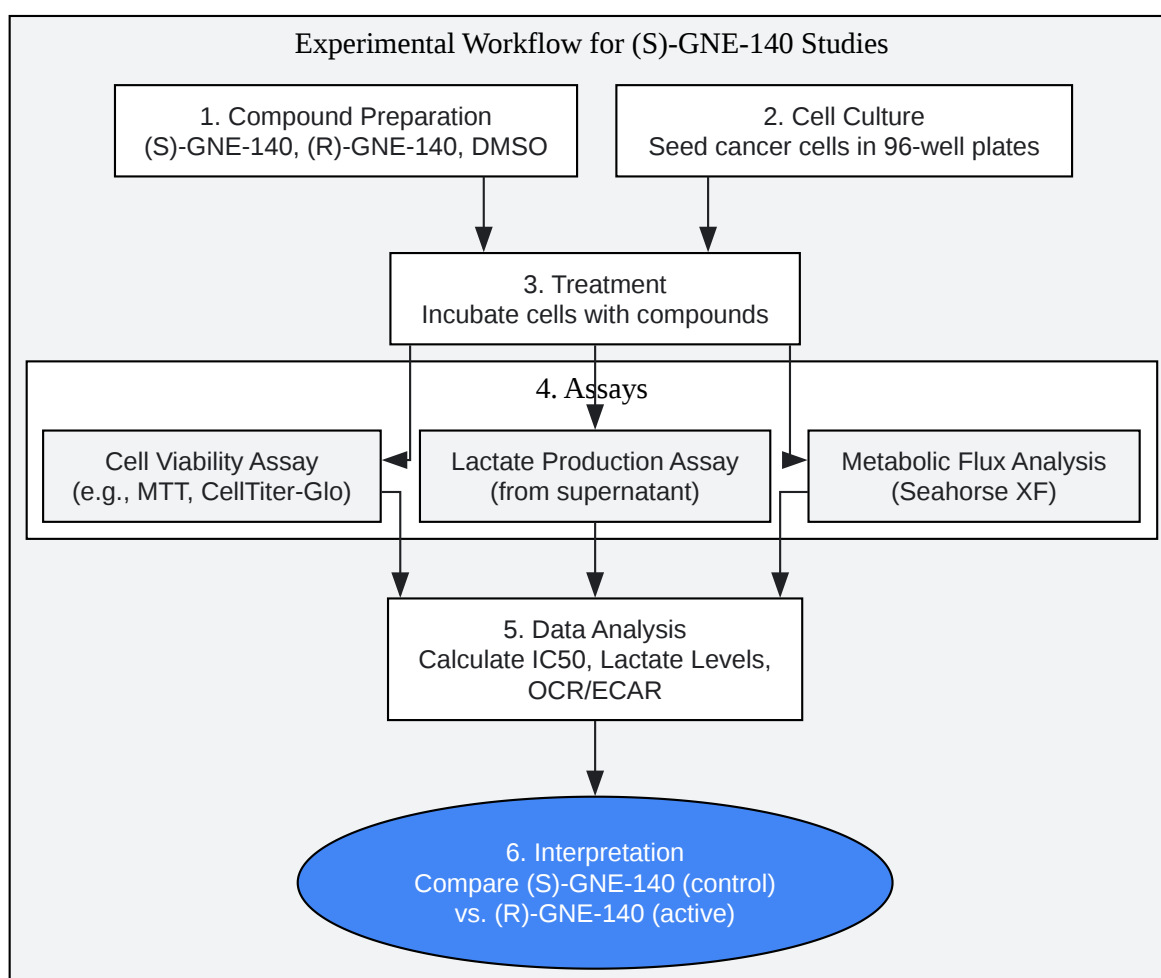 Experimental Workflow for (S)-GNE-140 Studies
1. Compound Preparation
(S)-GNE-140, (R)-GNE-140, DMSO
2. Cell Culture
Seed cancer cells in 96-well plates
3. Treatment
Incubate cells with compounds
4. Assays
Cell Viability Assay
(e.g., MTT, CellTiter-Glo)
Lactate Production Assay
(from supernatant)
Metabolic Flux Analysis
(Seahorse XF)
5. Data Analysis
Calculate IC50, Lactate Levels,
OCR/ECAR
6. Interpretation
Compare (S)-GNE-140 (control)
vs. (R)-GNE-140 (active)